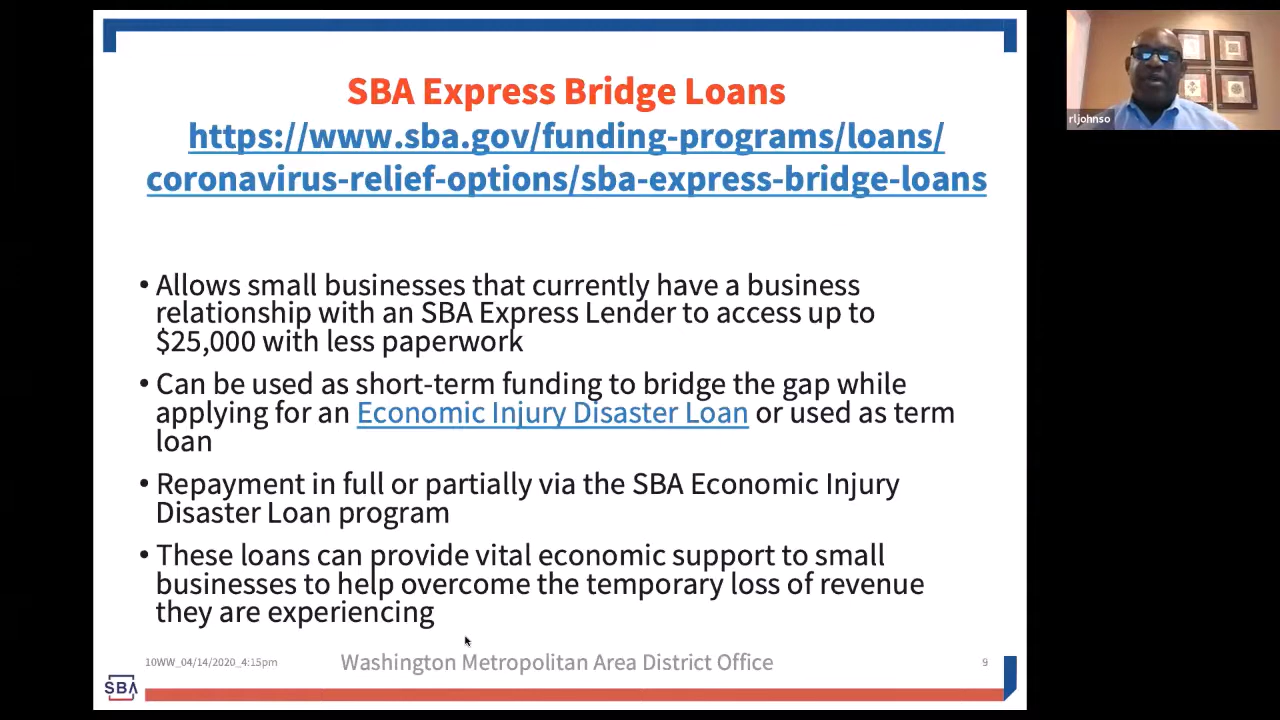 SBA Express Bridge Loans
https://www.sba.gov/funding-programs/loans/
coronavirus-relief-options/sba-express-bridge-loans
• Allows small businesses that currently have a business
relationship with an SBA Express Lender to access up to
$25,000 with less paperwork
• Can be used as short-term funding to bridge the gap while
applying for an Economic Injury Disaster Loan or used as term
loan
• Repayment in full or partially via the SBA Economic Injury
Disaster Loan program
• These loans can provide vital economic support to small
businesses to help overcome the temporary loss of revenue
they are experiencing
10WW_04/14/2020_4:15pm
Washington Metropolitan Area District Office
9
SBA
rljohnso